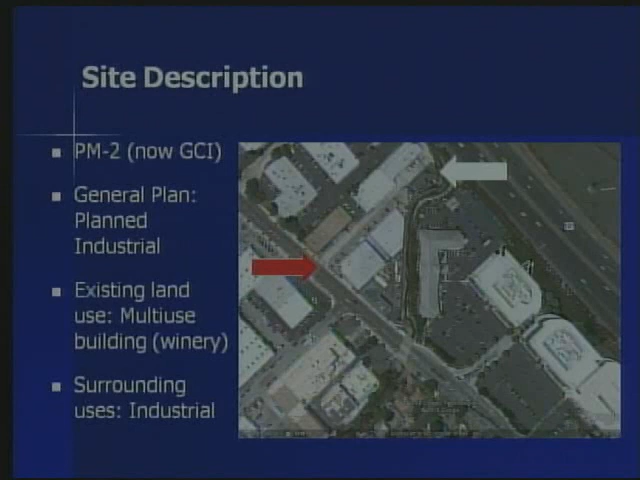 Site Description
PM-2 (now GCI)
General Plan:
Planned
Industrial
Existing land
use: Multiuse
building (winery)
Surrounding
uses: Industrial